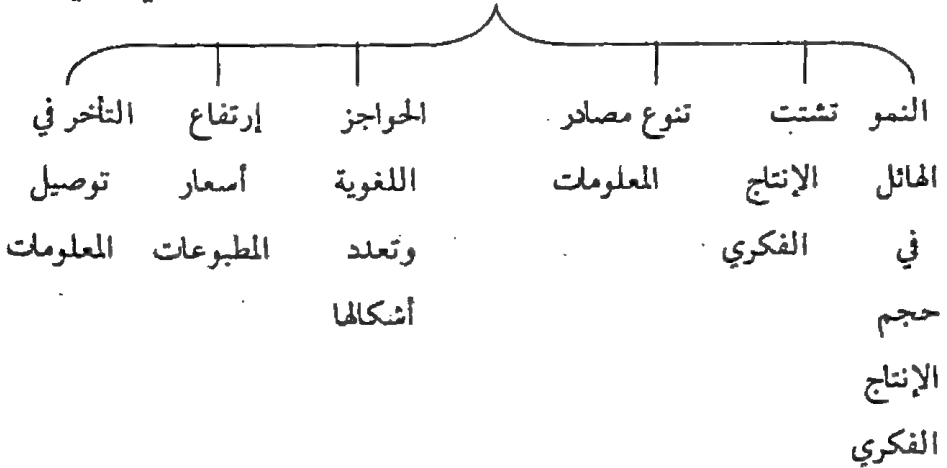 النمو الهائل في حجم الإنتاج الفكري
تشتت الإنتاج الفكري
تنوع مصادر المعلومات
الحواجز اللغوية وتعدد أشكالها
إرتفاع أسعار المطبوعات
التأخر في توصيل المعلومات